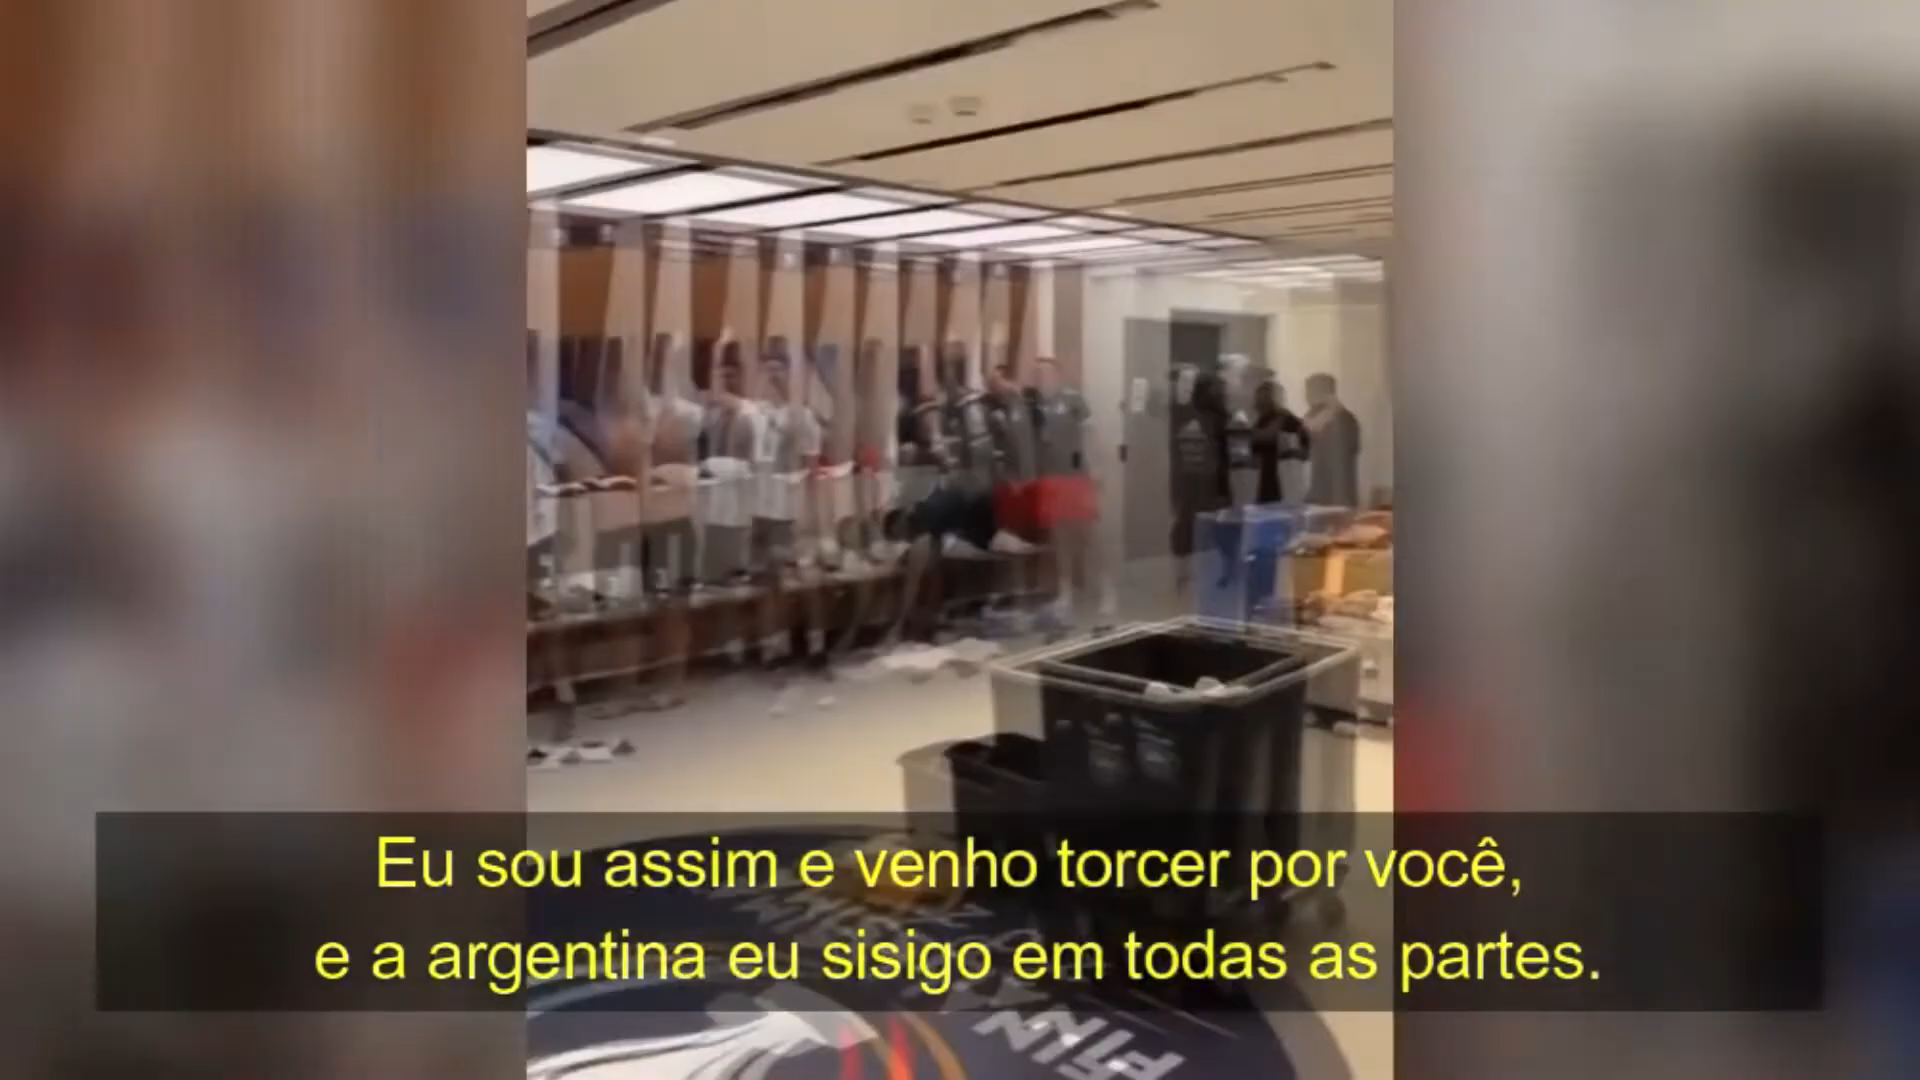 Eu sou assim e venho torcer por você,
e a argentina eu sisigo em todas as partes.